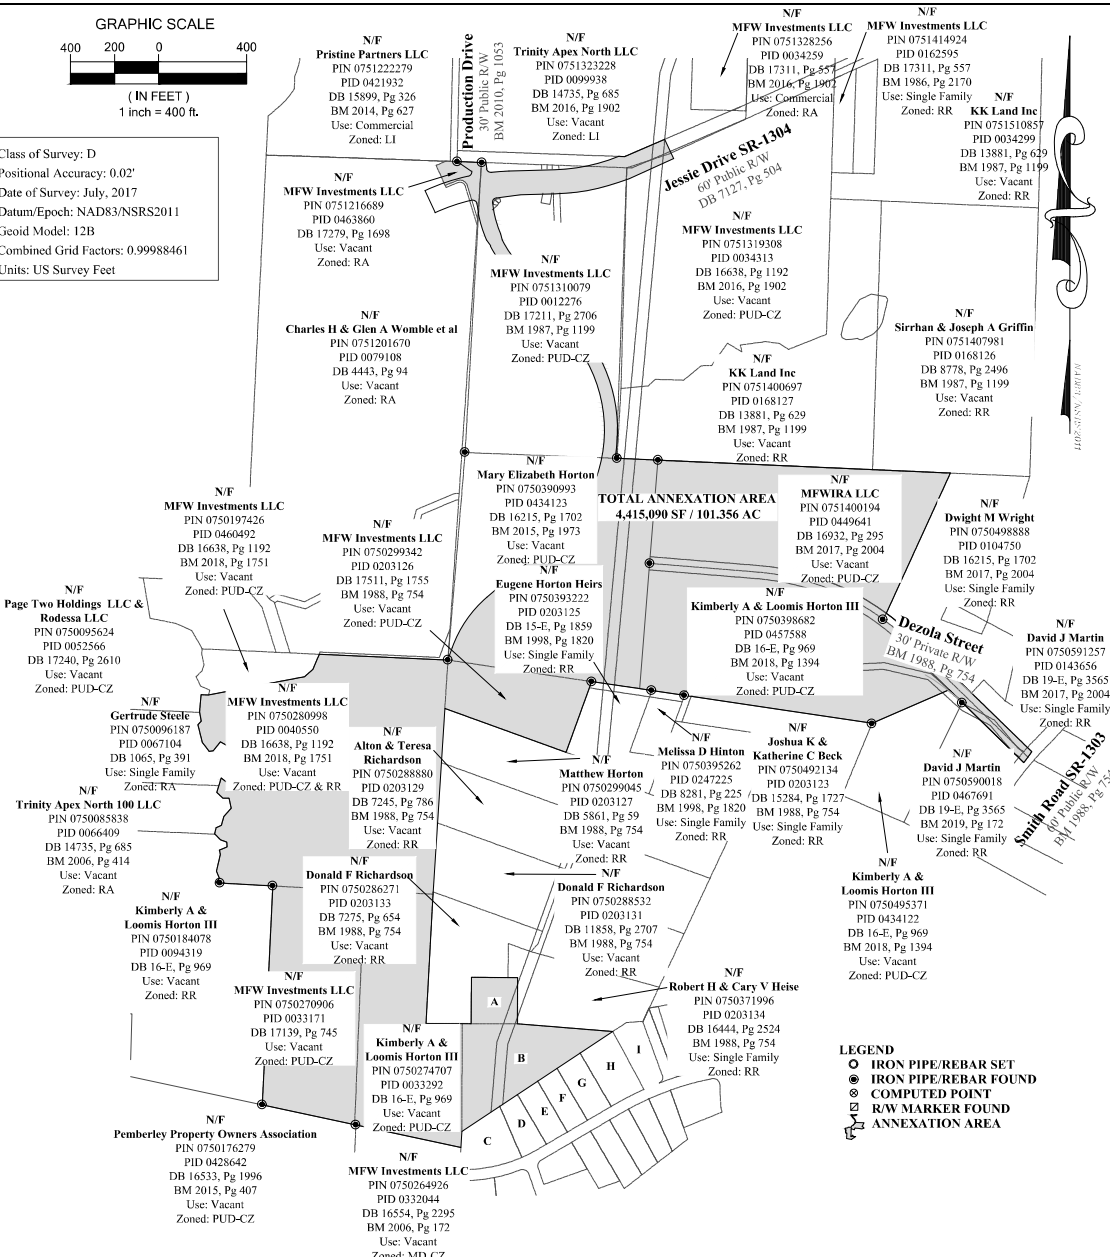 GRAPHIC SCALE
400 200 0 400
( IN FEET )
1 inch = 400 ft.
Class of Survey: D
Positional Accuracy: 0.02'
Date of Survey: July, 2017
Datum/Epoch: NAD83/NSRS2011
Geoid Model: 12B
Combined Grid Factors: 0.99988461
Units: US Survey Feet
N/F
Pristine Partners LLC
PIN 0751222279
PID 0421932
DB 15899, Pg 326
BM 2014, Pg 627
Use: Commercial
Zoned: LI
Production Drive
30' Public R/W
BM 2010, Pg 1053
N/F
Trinity Apex North LLC
PIN 0751323228
PID 0099938
DB 14735, Pg 685
BM 2016, Pg 1902
Use: Vacant
Zoned: LI
N/F
MFW Investments LLC
PIN 0751328256
PID 0034259
DB 17311, Pg 557
BM 2016, Pg 1902
Use: Commercial
Zoned: RA
N/F
MFW Investments LLC
PIN 0751414924
PID 0162595
DB 17311, Pg 557
BM 1986, Pg 2170
Use: Single Family
Zoned: RR
N/F
KK Land Inc
PIN 0751510857
PID 0034299
DB 13881, Pg 629
BM 1987, Pg 1199
Use: Vacant
Zoned: RR
Jessie Drive SR-1304
60' Public R/W
DB 7127, Pg 504
N/F
MFW Investments LLC
PIN 0751216689
PID 0463860
DB 17279, Pg 1698
Use: Vacant
Zoned: RA
N/F
MFW Investments LLC
PIN 0751319308
PID 0034313
DB 16638, Pg 1192
BM 2016, Pg 1902
Use: Vacant
Zoned: PUD-CZ
N/F
MFW Investments LLC
PIN 0751310079
PID 0012276
DB 17211, Pg 2706
BM 1987, Pg 1199
Use: Vacant
Zoned: PUD-CZ
N/F
Charles H & Glen A Womble et al
PIN 0751201670
PID 0079108
DB 4443, Pg 94
Use: Vacant
Zoned: RA
N/F
Sirrhan & Joseph A Griffin
PIN 0751407981
PID 0168126
DB 8778, Pg 2496
BM 1987, Pg 1199
Use: Vacant
Zoned: RR
NAD83/NSRS2011
N/F
KK Land Inc
PIN 0751400697
PID 0168127
DB 13881, Pg 629
BM 1987, Pg 1199
Use: Vacant
Zoned: RR
N/F
Mary Elizabeth Horton
PIN 0750390993
PID 0434123
DB 16215, Pg 1702
BM 2015, Pg 1973
Use: Vacant
Zoned: PUD-CZ
TOTAL ANNEXATION AREA
4,415,090 SF / 101.356 AC
N/F
MFWIRA LLC
PIN 0751400194
PID 0449641
DB 16932, Pg 295
BM 2017, Pg 2004
Use: Vacant
Zoned: PUD-CZ
N/F
Dwight M Wright
PIN 0750498888
PID 0104750
DB 16215, Pg 1702
BM 2017, Pg 2004
Use: Single Family
Zoned: RR
N/F
MFW Investments LLC
PIN 0750197426
PID 0460492
DB 16638, Pg 1192
BM 2018, Pg 1751
Use: Vacant
Zoned: PUD-CZ
N/F
MFW Investments LLC
PIN 0750299342
PID 0203126
DB 17511, Pg 1755
BM 1988, Pg 754
Use: Vacant
Zoned: PUD-CZ
N/F
Eugene Horton Heirs
PIN 0750393222
PID 0203125
DB 15-E, Pg 1859
BM 1998, Pg 1820
Use: Single Family
Zoned: RR
N/F
Kimberly A & Loomis Horton III
PIN 0750398682
PID 0457588
DB 16-E, Pg 969
BM 2018, Pg 1394
Use: Vacant
Zoned: PUD-CZ
Dezola Street
30' Private R/W
BM 1988, Pg 754
N/F
David J Martin
PIN 0750591257
PID 0143656
DB 19-E, Pg 3565
BM 2017, Pg 2004
Use: Single Family
Zoned: RR
N/F
Page Two Holdings LLC &
Rodessa LLC
PIN 0750095624
PID 0052566
DB 17240, Pg 2610
Use: Vacant
Zoned: PUD-CZ
N/F
Gertrude Steele
PIN 0750096187
PID 0067104
DB 1065, Pg 391
Use: Single Family
Zoned: RA
N/F
MFW Investments LLC
PIN 0750280998
PID 0040550
DB 16638, Pg 1192
BM 2018, Pg 1751
Use: Vacant
Zoned: PUD-CZ & RR
N/F
Alton & Teresa
Richardson
PIN 0750288880
PID 0203129
DB 7245, Pg 786
BM 1988, Pg 754
Use: Vacant
Zoned: RR
N/F
Matthew Horton
PIN 0750299045
PID 0203127
DB 5861, Pg 59
BM 1988, Pg 754
Use: Vacant
Zoned: RR
N/F
Melissa D Hinton
PIN 0750395262
PID 0247225
DB 8281, Pg 225
BM 1998, Pg 1820
Use: Single Family
Zoned: RR
N/F
Joshua K &
Katherine C Beck
PIN 0750492134
PID 0203123
DB 15284, Pg 1727
BM 1988, Pg 754
Use: Single Family
Zoned: RR
N/F
David J Martin
PIN 0750590018
PID 0467691
DB 19-E, Pg 3565
BM 2019, Pg 172
Use: Single Family
Zoned: RR
Smith Road SR-1303
60' Public R/W
BM 1988, Pg 754
N/F
Trinity Apex North 100 LLC
PIN 0750085838
PID 0066409
DB 14735, Pg 685
BM 2006, Pg 414
Use: Vacant
Zoned: RA
N/F
Donald F Richardson
PIN 0750286271
PID 0203133
DB 7275, Pg 654
BM 1988, Pg 754
Use: Vacant
Zoned: RR
N/F
Donald F Richardson
PIN 0750288532
PID 0203131
DB 11858, Pg 2707
BM 1988, Pg 754
Use: Vacant
Zoned: RR
N/F
Kimberly A &
Loomis Horton III
PIN 0750495371
PID 0434122
DB 16-E, Pg 969
BM 2018, Pg 1394
Use: Vacant
Zoned: PUD-CZ
N/F
Kimberly A &
Loomis Horton III
PIN 0750184078
PID 0094319
DB 16-E, Pg 969
Use: Vacant
Zoned: RR
N/F
MFW Investments LLC
PIN 0750270906
PID 0033171
DB 17139, Pg 745
Use: Vacant
Zoned: PUD-CZ
N/F
Robert H & Cary V Heise
PIN 0750371996
PID 0203134
DB 16444, Pg 2524
BM 1988, Pg 754
Use: Single Family
Zoned: RR
N/F
Kimberly A &
Loomis Horton III
PIN 0750274707
PID 0033292
DB 16-E, Pg 969
Use: Vacant
Zoned: PUD-CZ
A
B
C
D
E
F
G
H
I
LEGEND
IRON PIPE/REBAR SET
IRON PIPE/REBAR FOUND
COMPUTED POINT
R/W MARKER FOUND
ANNEXATION AREA
N/F
Pemberley Property Owners Association
PIN 0750176279
PID 0428642
DB 16533, Pg 1996
BM 2015, Pg 407
Use: Vacant
Zoned: PUD-CZ
N/F
MFW Investments LLC
PIN 0750264926
PID 0332044
DB 16554, Pg 2295
BM 2006, Pg 172
Use: Vacant
Zoned: MD-CZ